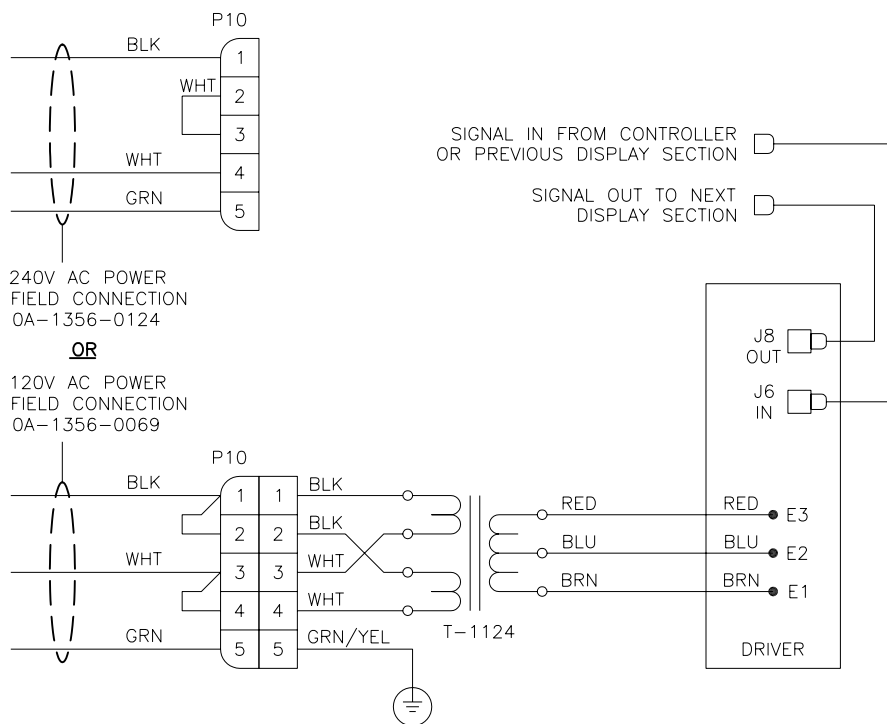 P10
BLK
1
WHT
2
3
WHT
4
GRN
5
240V AC POWER
FIELD CONNECTION
0A-1356-0124
OR
120V AC POWER
FIELD CONNECTION
0A-1356-0069
SIGNAL IN FROM CONTROLLER
OR PREVIOUS DISPLAY SECTION
SIGNAL OUT TO NEXT
DISPLAY SECTION
J8
OUT
J6
IN
P10
BLK 1 1 BLK
2 2 BLK
WHT 3 3 WHT
4 4 WHT
GRN 5 5 GRN/YEL
T-1124
RED RED E3
BLU BLU E2
BRN BRN E1
DRIVER